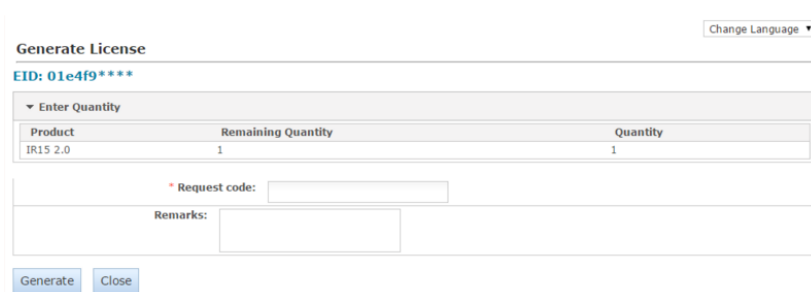 Change Language
Generate License
EID: 01e4f9****
Enter Quantity
Product Remaining Quantity Quantity
IR15 2.0 1 1
* Request code:
Remarks:
Generate Close